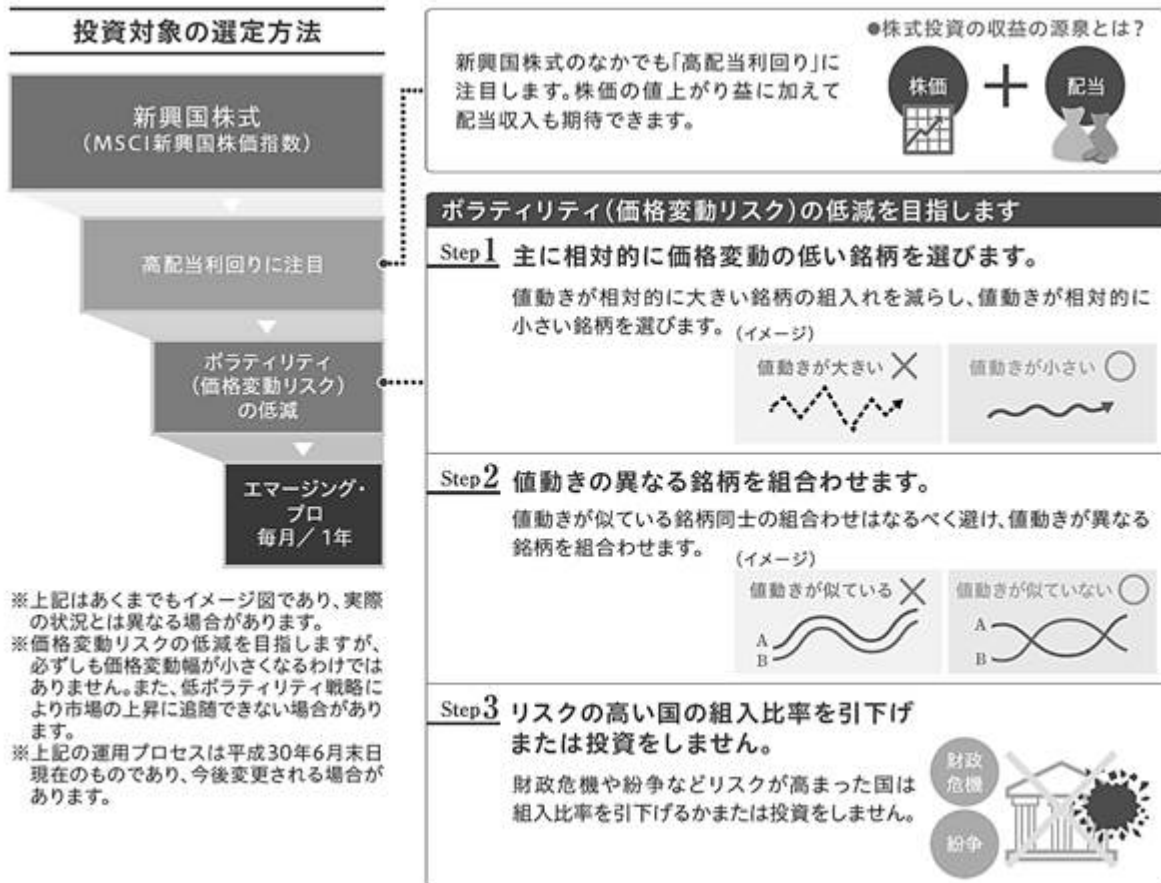 投資対象の選定方法
新興国株式
(MSCI新興国株価指数)
高配当利回りに注目
ボラティリティ
(価格変動リスク)
の低減
エマージング・
プロ
毎月／1年
※上記はあくまでもイメージ図であり、実際
の状況とは異なる場合があります。
※価格変動リスクの低減を目指しますが、
必ずしも価格変動幅が小さくなるわけでは
ありません。また、低ボラティリティ戦略に
より市場の上昇に追随できない場合があり
ます。
※上記の運用プロセスは平成30年6月末日
現在のものであり、今後変更される場合が
あります。
新興国株式のなかでも「高配当利回り」に
注目します。株価の値上がり益に加えて
配当収入も期待できます。
●株式投資の収益の源泉とは？
株価
＋
配当
ボラティリティ(価格変動リスク)の低減を目指します
Step1 主に相対的に価格変動の低い銘柄を選びます。
値動きが相対的に大きい銘柄の組入れを減らし、値動きが相対的に
小さい銘柄を選びます。
(イメージ)
値動きが大きい
値動きが小さい
Step2 値動きの異なる銘柄を組合わせます。
値動きが似ている銘柄同士の組合わせはなるべく避け、値動きが異なる
銘柄を組合わせます。
(イメージ)
値動きが似ている
A
B
値動きが似ていない
A
B
Step3 リスクの高い国の組入比率を引下げ
または投資をしません。
財政危機や紛争などリスクが高まった国は
組入比率を引下げるかまたは投資をしません。
財政
危機
紛争